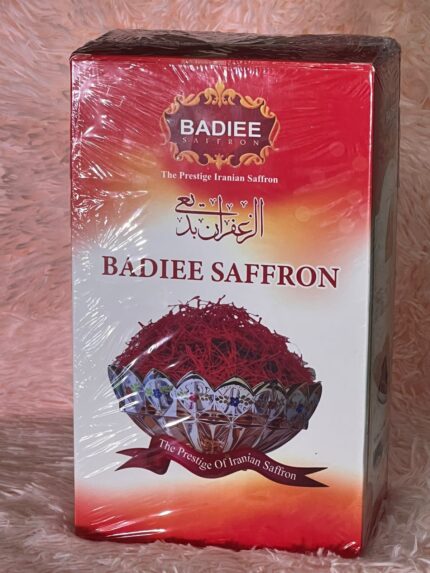 BADIEE
SAFFRON
The Prestige Iranian Saffron
الزعفران بديع
BADIEE SAFFRON
The Prestige Of Iranian Saffron